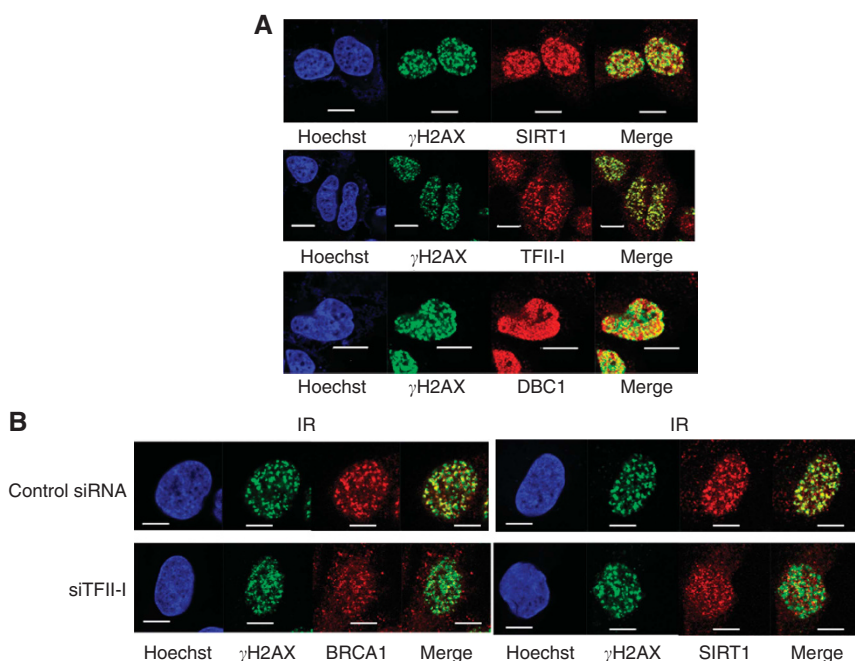 A
Hoechst γH2AX SIRT1 Merge
Hoechst γH2AX TFII-I Merge
Hoechst γH2AX DBC1 Merge
B
IR IR
Control siRNA
siTFII-I
Hoechst γH2AX BRCA1 Merge Hoechst γH2AX SIRT1 Merge